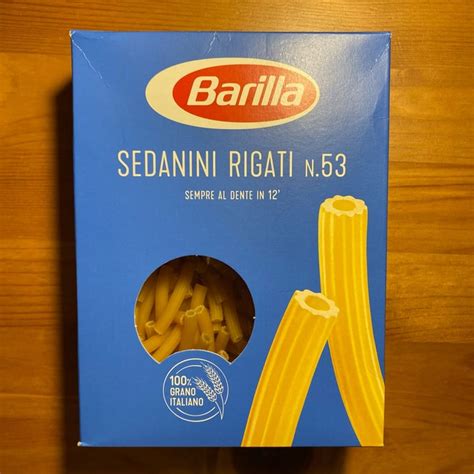 Barilla
SEDANINI RIGATI N.53
SEMPRE AL DENTE IN 12'
100%
GRANO
ITALIANO